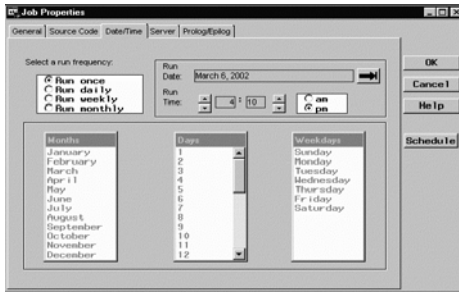 Job Properties
General Source Code Date/Time Server Prolog/Epilog
Select a run frequency:
Run once
Run daily
Run weekly
Run monthly
Run
Date: March 6, 2002
Run
Time: 4 : 10
am
pm
OK
Cancel
Help
Schedule
Months
January
February
March
April
May
June
July
August
September
October
November
December
Days
1
2
3
4
5
6
7
8
9
10
11
12
Weekdays
Sunday
Monday
Tuesday
Wednesday
Thursday
Friday
Saturday